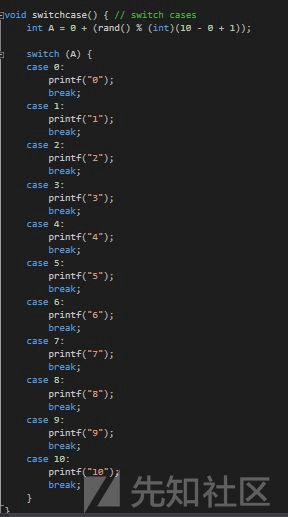 void switchcase() { // switch cases
    int A = 0 + (rand() % (int)(10 - 0 + 1));

    switch (A) {
    case 0:
        printf("0");
        break;
    case 1:
        printf("1");
        break;
    case 2:
        printf("2");
        break;
    case 3:
        printf("3");
        break;
    case 4:
        printf("4");
        break;
    case 5:
        printf("5");
        break;
    case 6:
        printf("6");
        break;
    case 7:
        printf("7");
        break;
    case 8:
        printf("8");
        break;
    case 9:
        printf("9");
        break;
    case 10:
        printf("10");
        break;
    }
}
先知社区